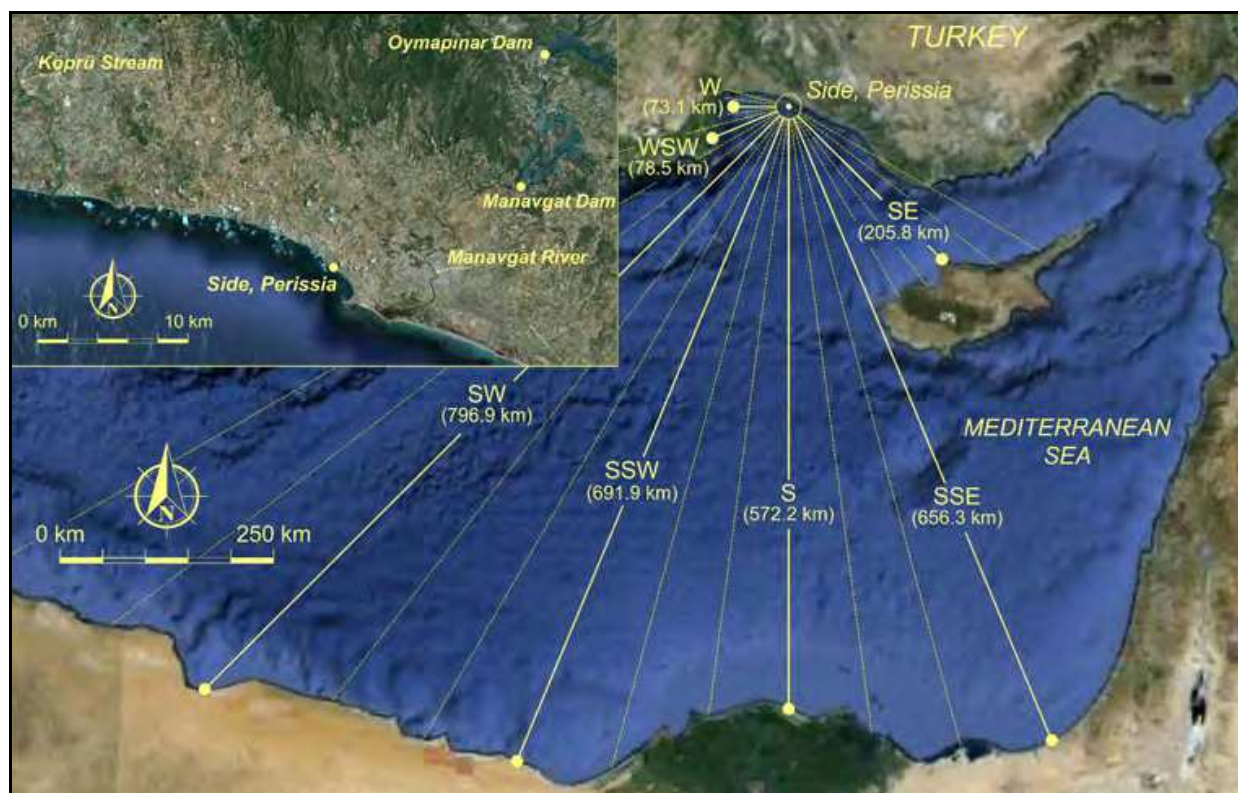 Oymapınar Dam
Köprü Stream
Manavgat Dam
Manavgat River
Side, Perissia
N
0 km
10 km
TURKEY
W
(73.1 km)
Side, Perissia
WSW
(78.5 km)
SE
(205.8 km)
SW
(796.9 km)
MEDITERRANEAN
SEA
SSW
(691.9 km)
S
(572.2 km)
SSE
(656.3 km)
N
0 km
250 km